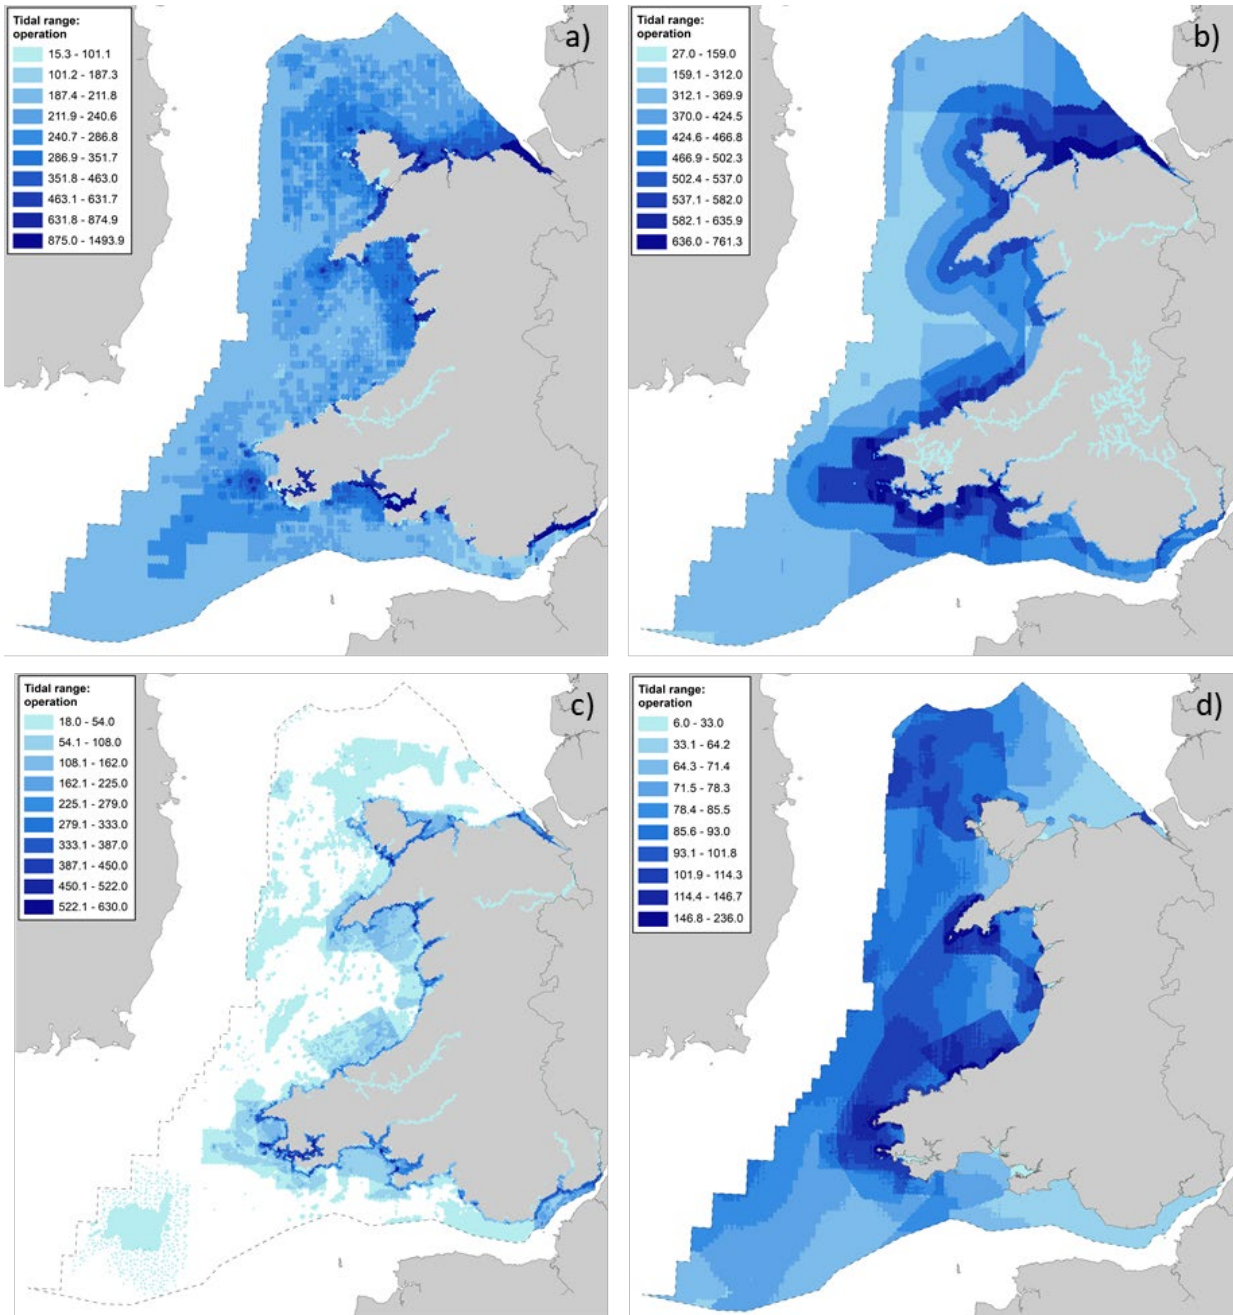 Tidal range:
operation
15.3 - 101.1
101.2 - 187.3
187.4 - 211.8
211.9 - 240.6
240.7 - 286.8
286.9 - 351.7
351.8 - 463.0
463.1 - 631.7
631.8 - 874.9
875.0 - 1493.9
a)
Tidal range:
operation
27.0 - 159.0
159.1 - 312.0
312.1 - 369.9
370.0 - 424.5
424.6 - 466.8
466.9 - 502.3
502.4 - 537.0
537.1 - 582.0
582.1 - 635.9
636.0 - 761.3
b)
Tidal range:
operation
18.0 - 54.0
54.1 - 108.0
108.1 - 162.0
162.1 - 225.0
225.1 - 279.0
279.1 - 333.0
333.1 - 387.0
387.1 - 450.0
450.1 - 522.0
522.1 - 630.0
c)
Tidal range:
operation
6.0 - 33.0
33.1 - 64.2
64.3 - 71.4
71.5 - 78.3
78.4 - 85.5
85.6 - 93.0
93.1 - 101.8
101.9 - 114.3
114.4 - 146.7
146.8 - 236.0
d)